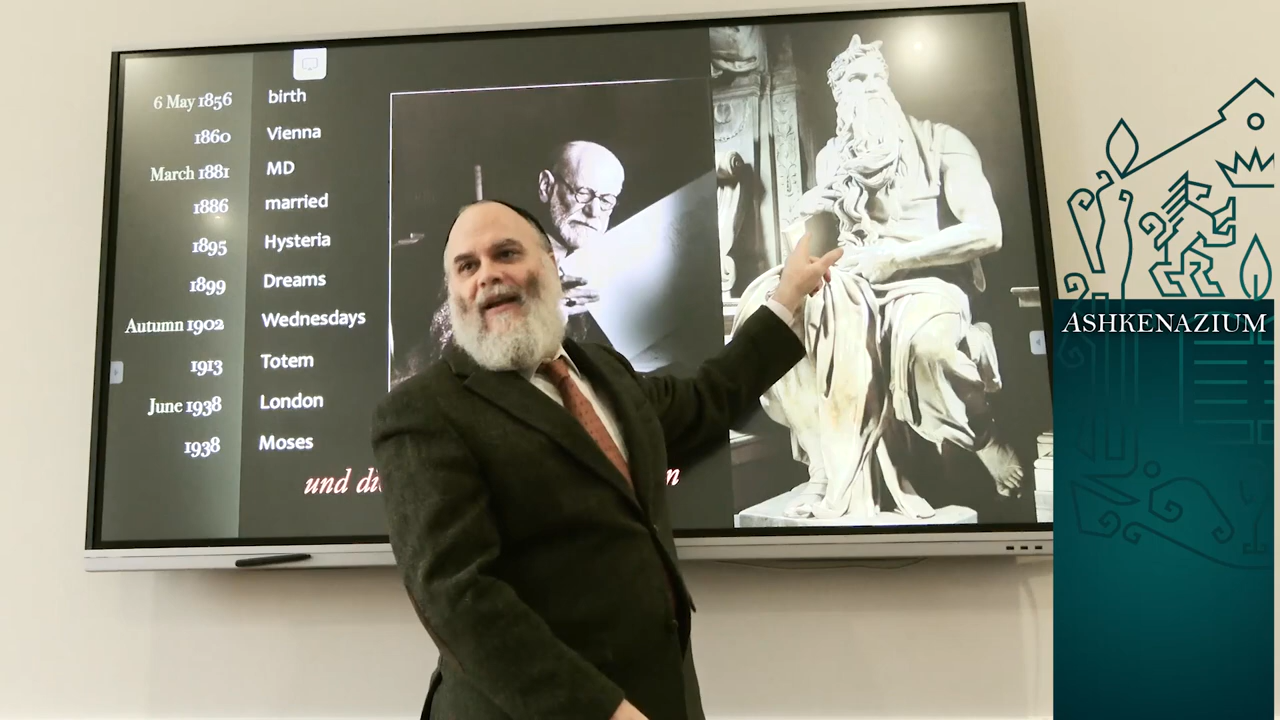 6 May 1856 birth
1860 Vienna
March 1881 MD
1886 married
1895 Hysteria
1899 Dreams
Autumn 1902 Wednesdays
1913 Totem
June 1938 London
1938 Moses
und
ASHKENAZIUM